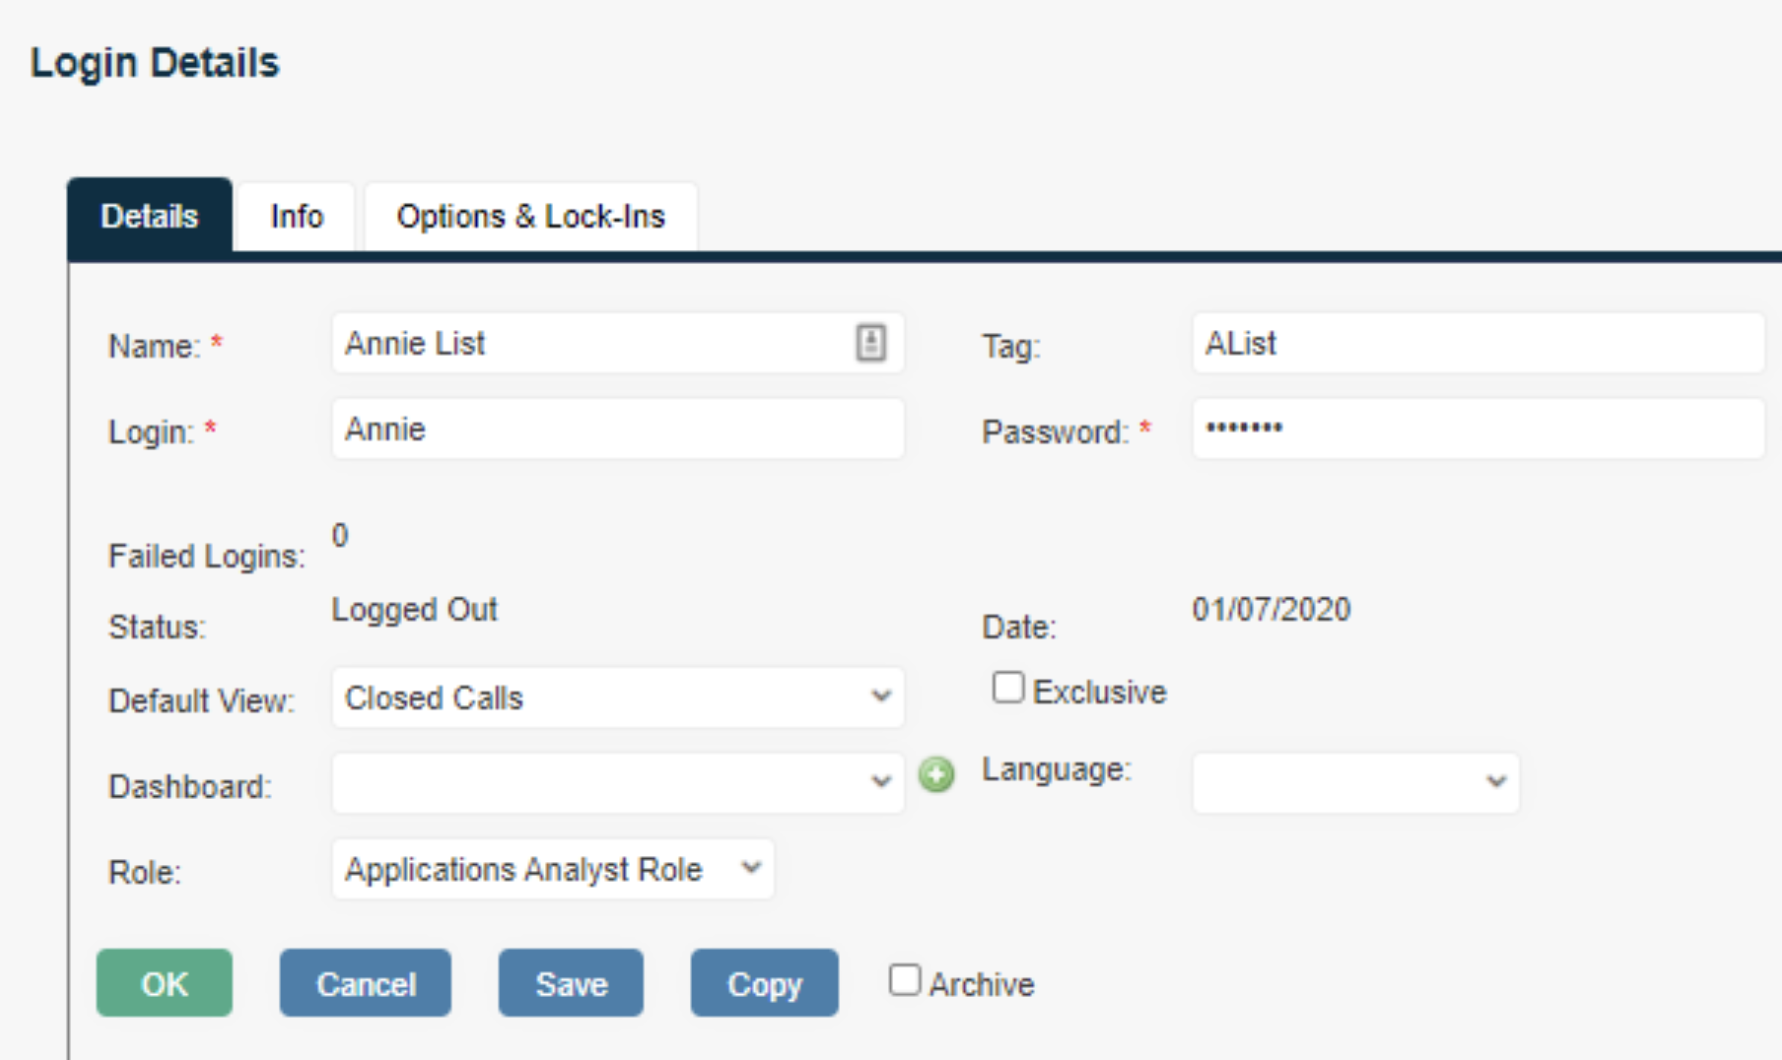 Login Details
Details Info Options & Lock-Ins
Name: * Annie List Tag: AList
Login: * Annie Password: * •••••••
Failed Logins: 0
Status: Logged Out Date: 01/07/2020
Default View: Closed Calls Exclusive
Dashboard: Language:
Role: Applications Analyst Role
OK Cancel Save Copy Archive